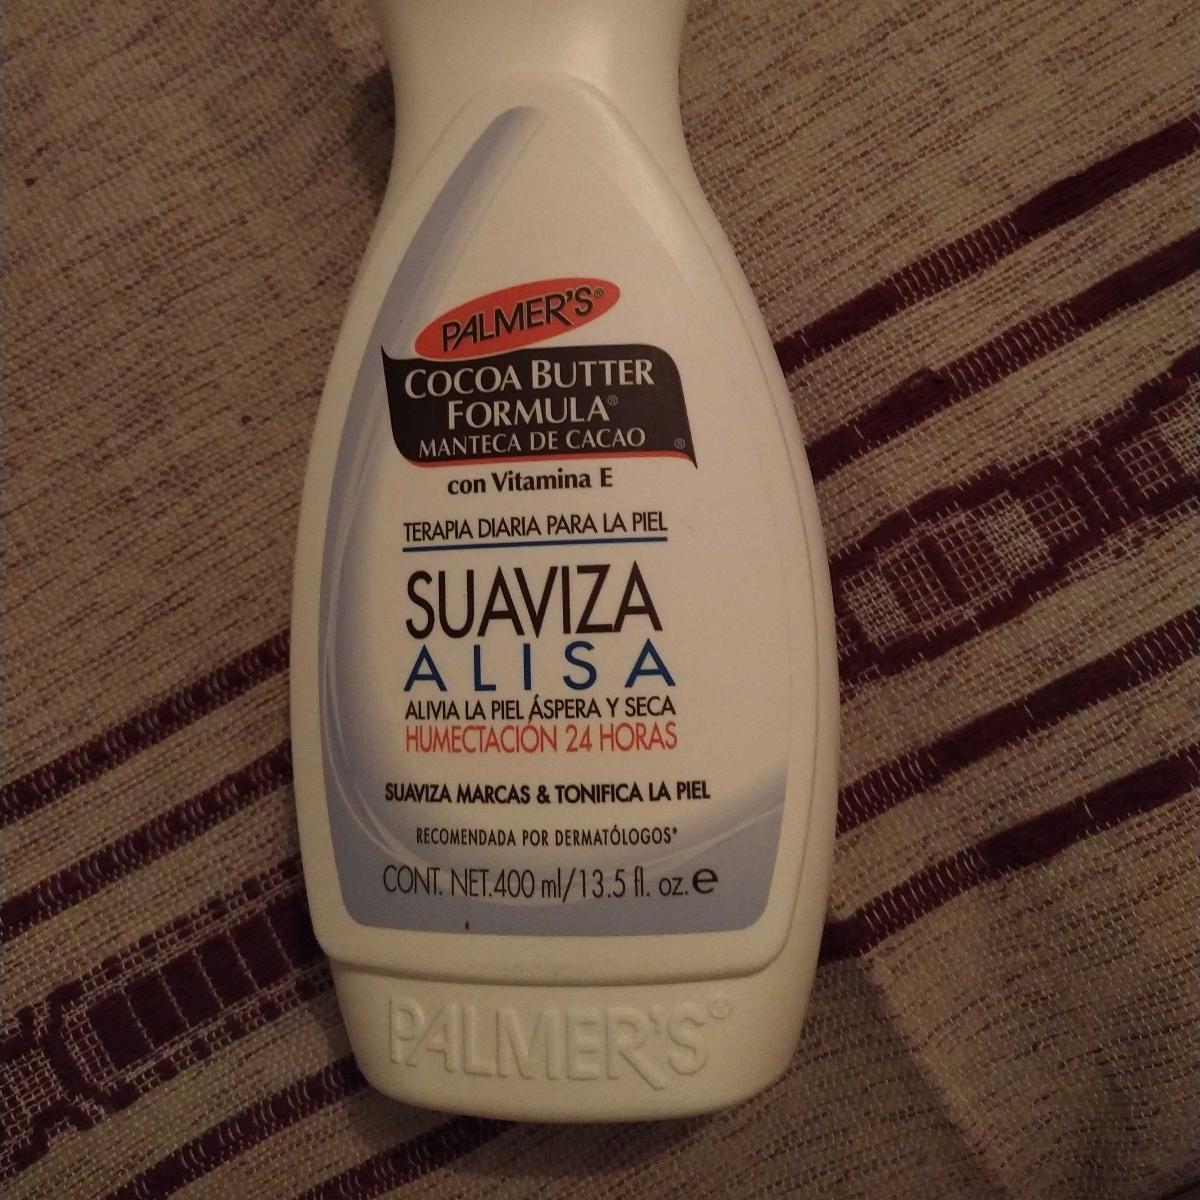 PALMER'S®
COCOA BUTTER
FORMULA®
MANTECA DE CACAO ®
con Vitamina E
TERAPIA DIARIA PARA LA PIEL
SUAVIZA
ALISA
ALIVIA LA PIEL ÁSPERA Y SECA
HUMECTACIÓN 24 HORAS
SUAVIZA MARCAS & TONIFICA LA PIEL
RECOMENDADA POR DERMATÓLOGOS*
CONT. NET.400 ml/13.5 fl. oz.e
PALMER'S®